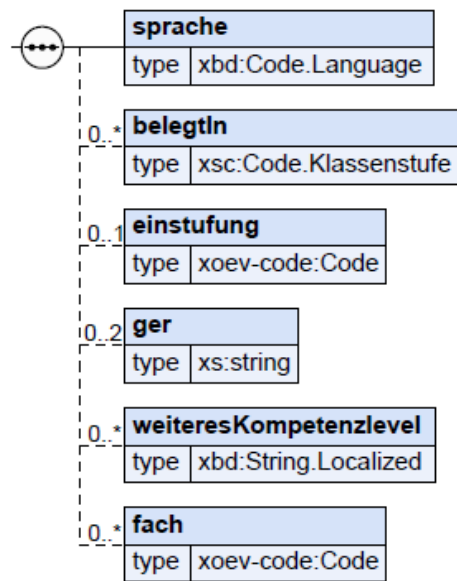 sprache
type xbd:Code.Language
0..*
belegtIn
type xsc:Code.Klassenstufe
0..1
einstufung
type xoev-code:Code
0..2
ger
type xs:string
0..*
weiteresKompetenzlevel
type xbd:String.Localized
0..*
fach
type xoev-code:Code